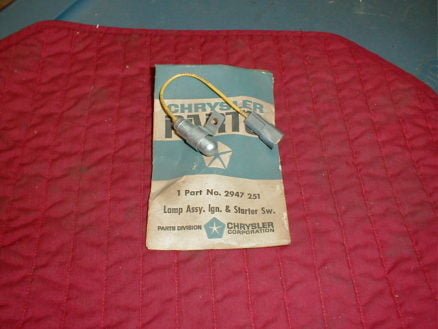 CHRYSLER
PARTS
1 Part No. 2947 251
Lamp Assy. Ign. & Starter Sw.
PARTS DIVISION CHRYSLER
CORPORATION